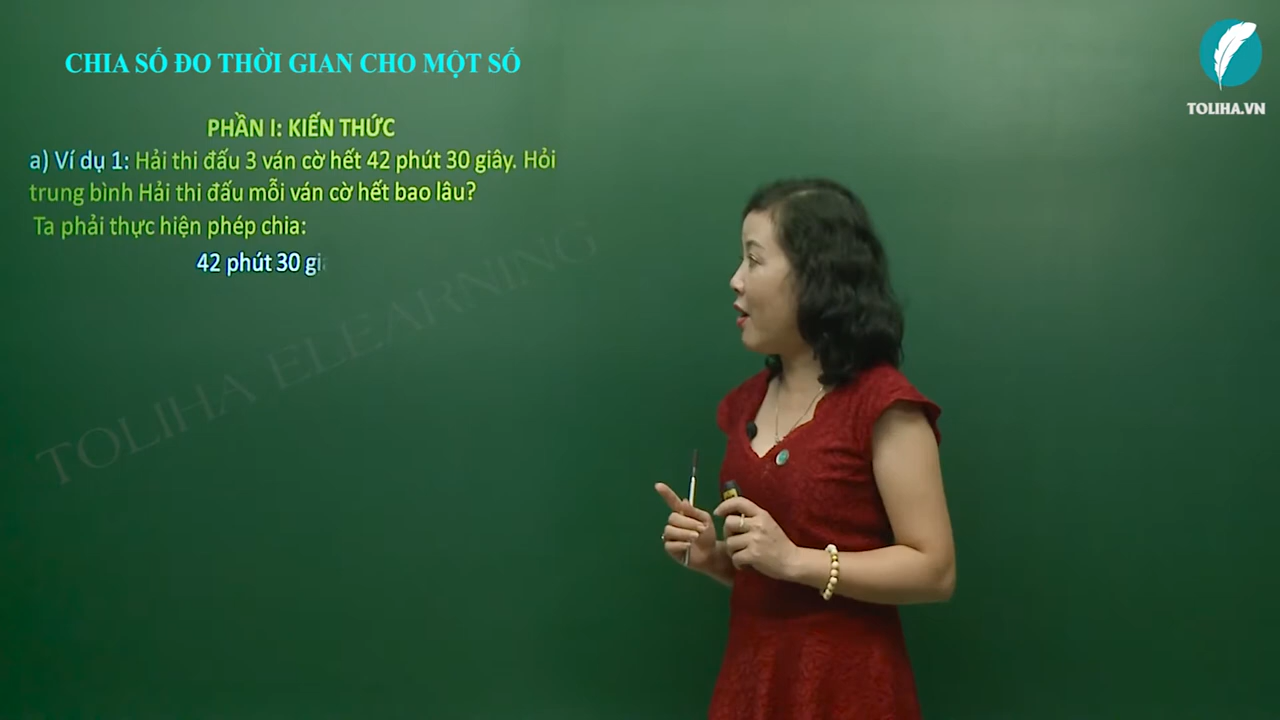 CHIA SỐ ĐO THỜI GIAN CHO MỘT SỐ
TOLIHA.VN
PHẦN I: KIẾN THỨC
a) Ví dụ 1: Hải thi đấu 3 ván cờ hết 42 phút 30 giây. Hỏi
trung bình Hải thi đấu mỗi ván cờ hết bao lâu?
Ta phải thực hiện phép chia:
42 phút 30
TOLIHA ELEARNING